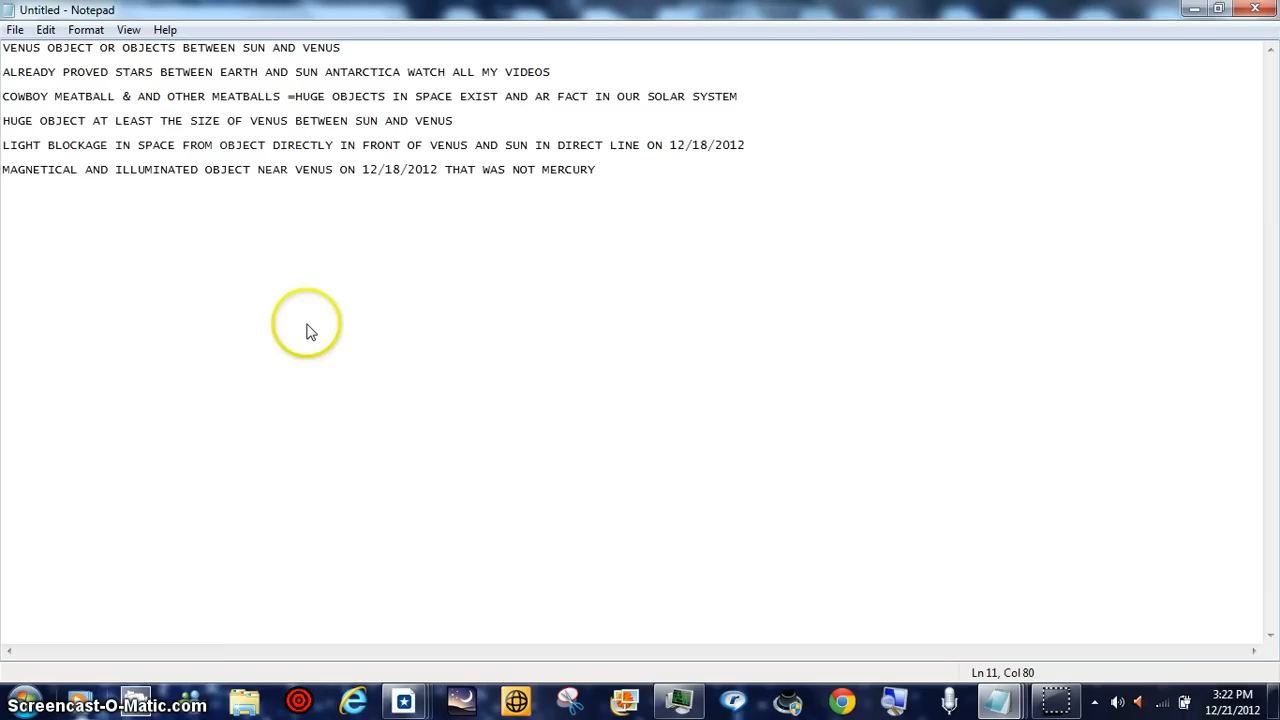 Untitled - Notepad
File Edit Format View Help
VENUS OBJECT OR OBJECTS BETWEEN SUN AND VENUS
ALREADY PROVED STARS BETWEEN EARTH AND SUN ANTARCTICA WATCH ALL MY VIDEOS
COWBOY MEATBALL & AND OTHER MEATBALLS =HUGE OBJECTS IN SPACE EXIST AND AR FACT IN OUR SOLAR SYSTEM
HUGE OBJECT AT LEAST THE SIZE OF VENUS BETWEEN SUN AND VENUS
LIGHT BLOCKAGE IN SPACE FROM OBJECT DIRECTLY IN FRONT OF VENUS AND SUN IN DIRECT LINE ON 12/18/2012
MAGNETICAL AND ILLUMINATED OBJECT NEAR VENUS ON 12/18/2012 THAT WAS NOT MERCURY
Ln 11, Col 80
Screencast-O-Matic.com
3:22 PM
12/21/2012